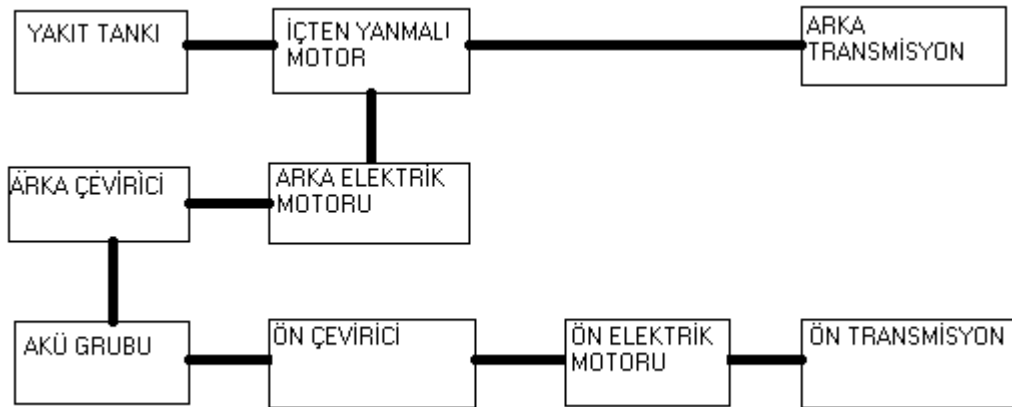 YAKIT TANKI
İÇTEN YANMALI
MOTOR
ARKA
TRANSMİSYON
ARKA ÇEVİRİCİ
ARKA ELEKTRİK
MOTORU
AKÜ GRUBU
ÖN ÇEVİRİCİ
ÖN ELEKTRİK
MOTORU
ÖN TRANSMİSYON